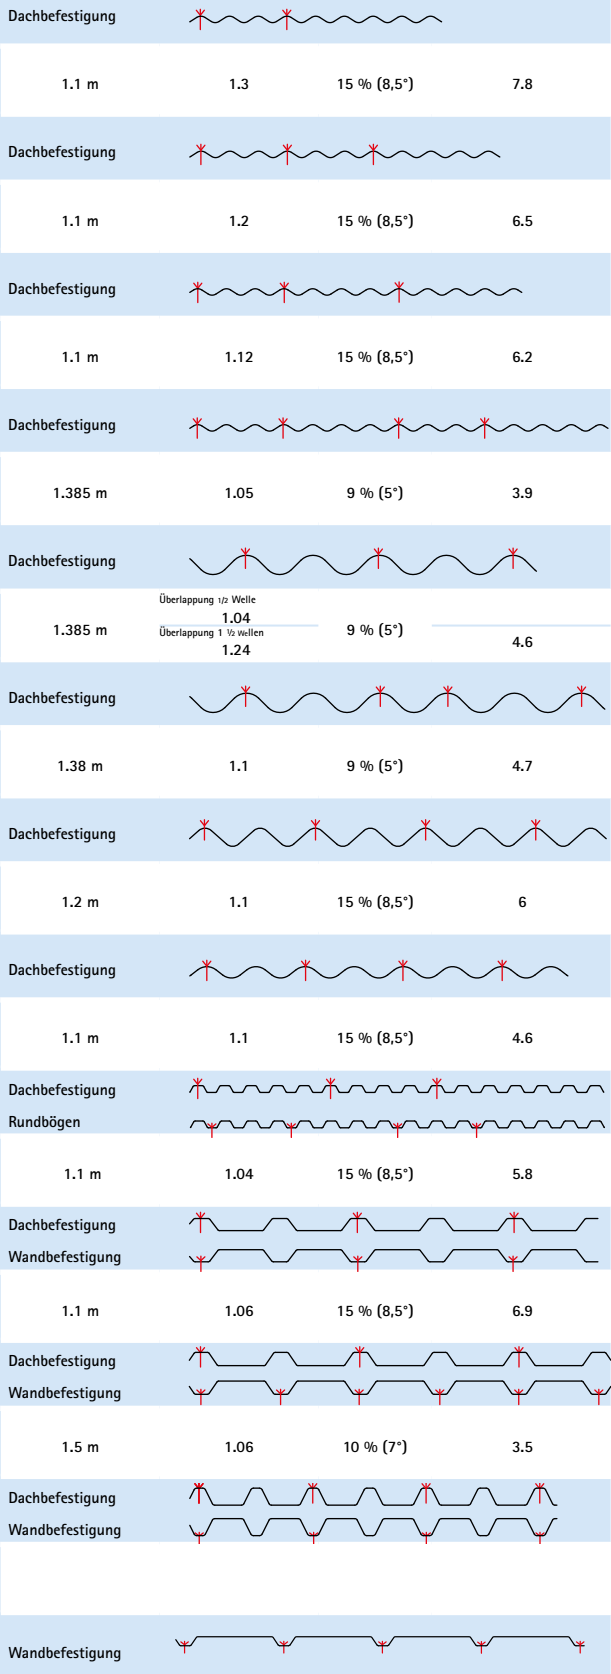 Dachbefestigung
1.1 m 1.3 15 % (8,5°) 7.8
Dachbefestigung
1.1 m 1.2 15 % (8,5°) 6.5
Dachbefestigung
1.1 m 1.12 15 % (8,5°) 6.2
Dachbefestigung
1.385 m 1.05 9 % (5°) 3.9
Dachbefestigung
Überlappung 1/2 Welle
1.04
1.385 m 9 % (5°)
Überlappung 1 ½ Wellen
1.24 4.6
Dachbefestigung
1.38 m 1.1 9 % (5°) 4.7
Dachbefestigung
1.2 m 1.1 15 % (8,5°) 6
Dachbefestigung
1.1 m 1.1 15 % (8,5°) 4.6
Dachbefestigung
Rundbögen
1.1 m 1.04 15 % (8,5°) 5.8
Dachbefestigung
Wandbefestigung
1.1 m 1.06 15 % (8,5°) 6.9
Dachbefestigung
Wandbefestigung
1.5 m 1.06 10 % (7°) 3.5
Dachbefestigung
Wandbefestigung
Wandbefestigung